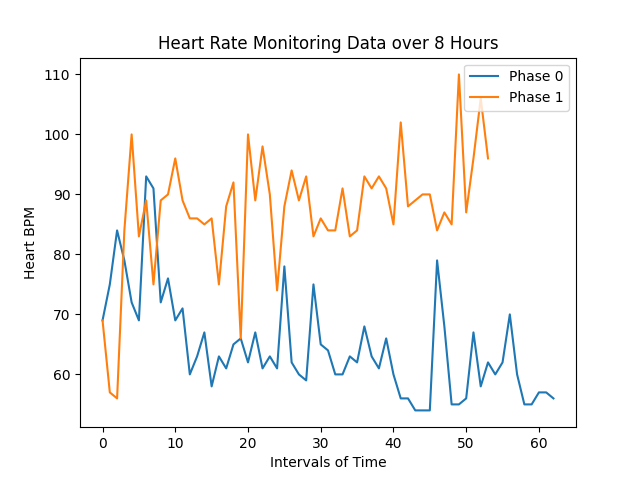 Heart Rate Monitoring Data over 8 Hours
Phase 0
Phase 1
110
100
90
80
70
60
Heart BPM
0 10 20 30 40 50 60
Intervals of Time